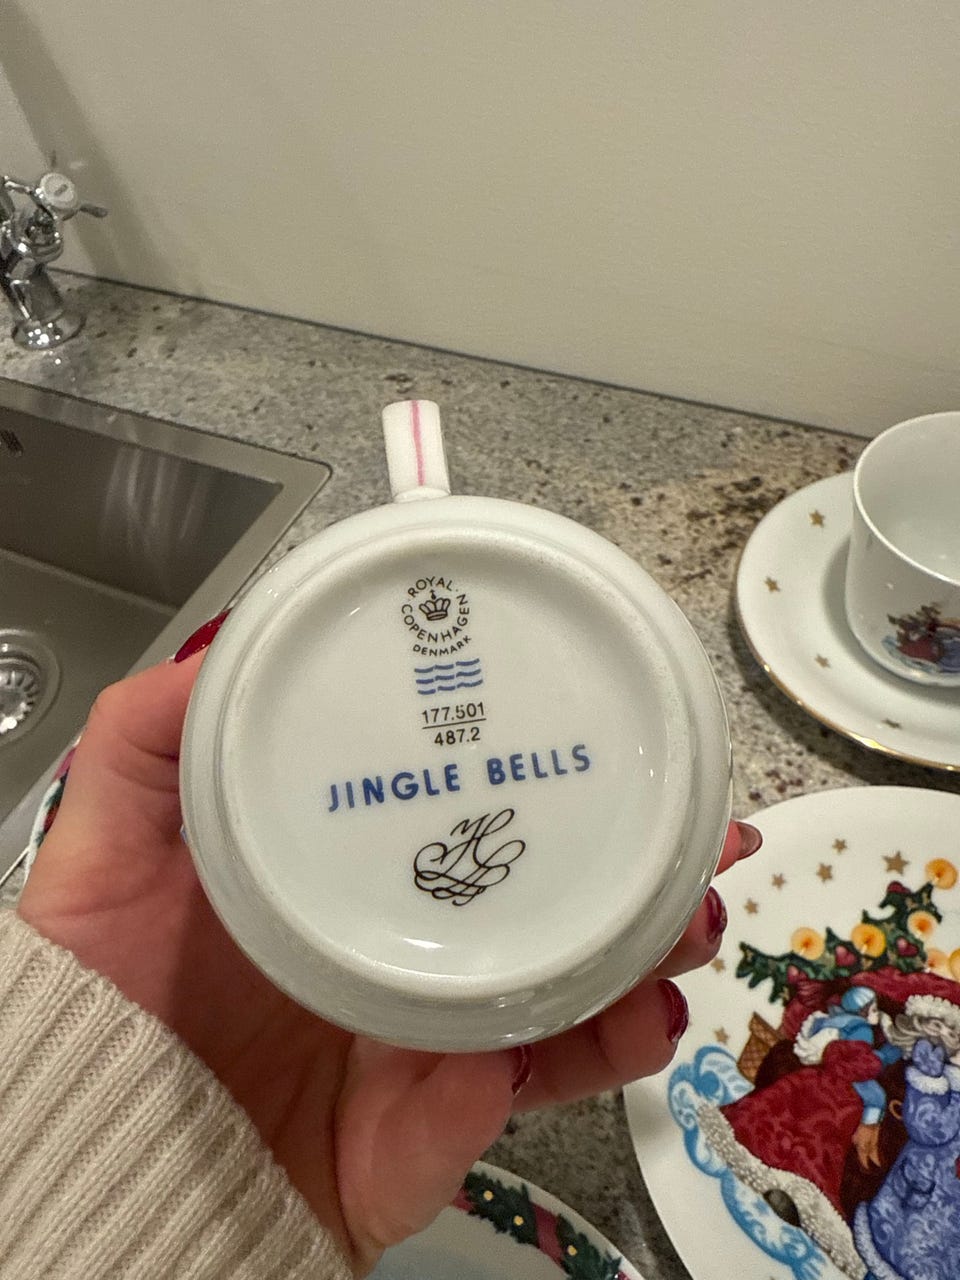 ROYAL
COPENHAGEN
DENMARK
177.501
487.2
JINGLE BELLS